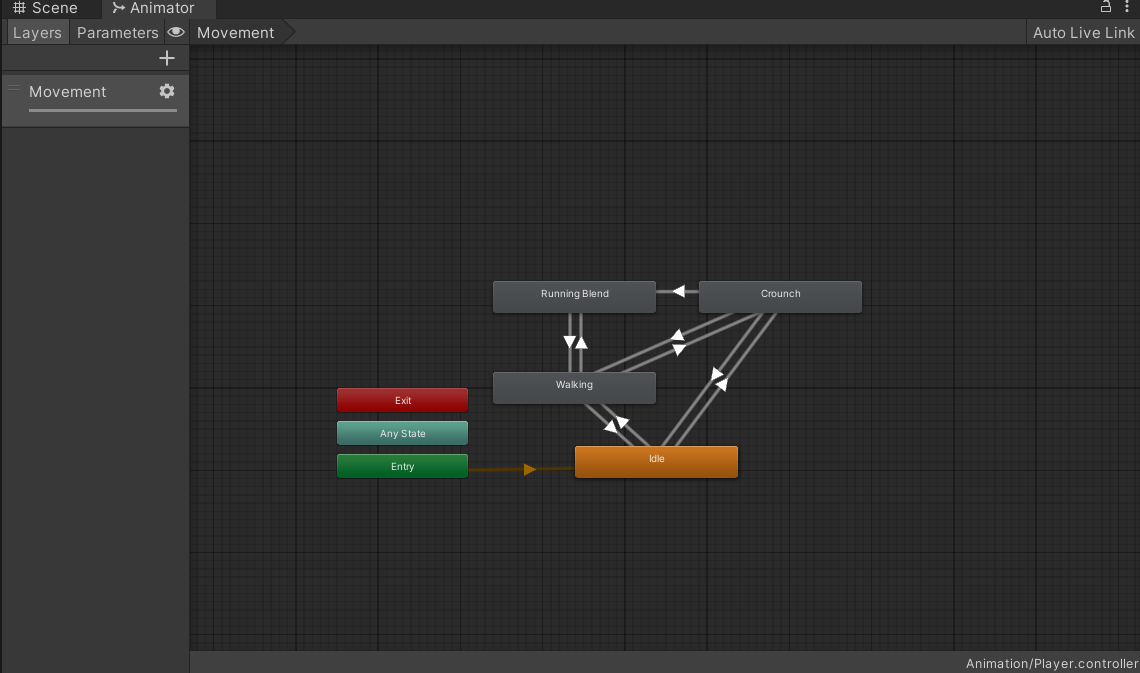 Scene Animator
Layers Parameters Movement Auto Live Link
Movement
Running Blend Crounch
Walking
Exit
Any State
Idle
Entry
Animation/Player.controller